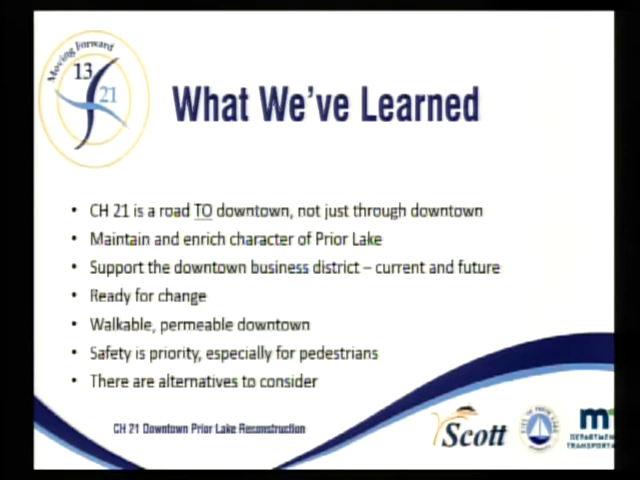 Moving Forward
13
21
What We've Learned
• CH 21 is a road TO downtown, not just through downtown
• Maintain and enrich character of Prior Lake
• Support the downtown business district – current and future
• Ready for change
• Walkable, permeable downtown
• Safety is priority, especially for pedestrians
• There are alternatives to consider
CH 21 Downtown Prior Lake Reconstruction
Scott
m
DEPARTMEN
TRANSPORTA